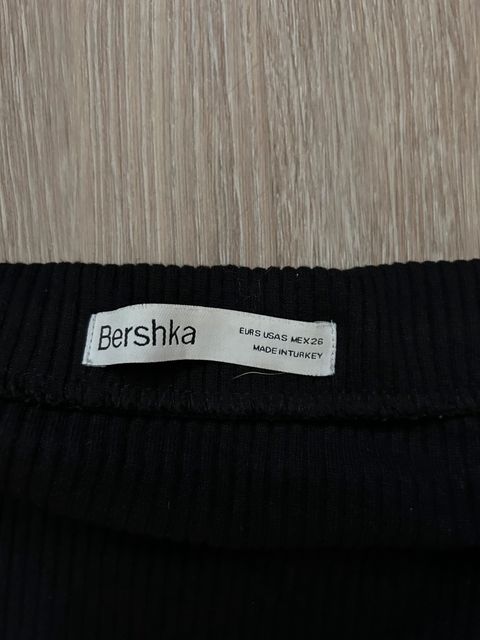 Bershka
EUR S USA S MEX 26
MADE IN TURKEY